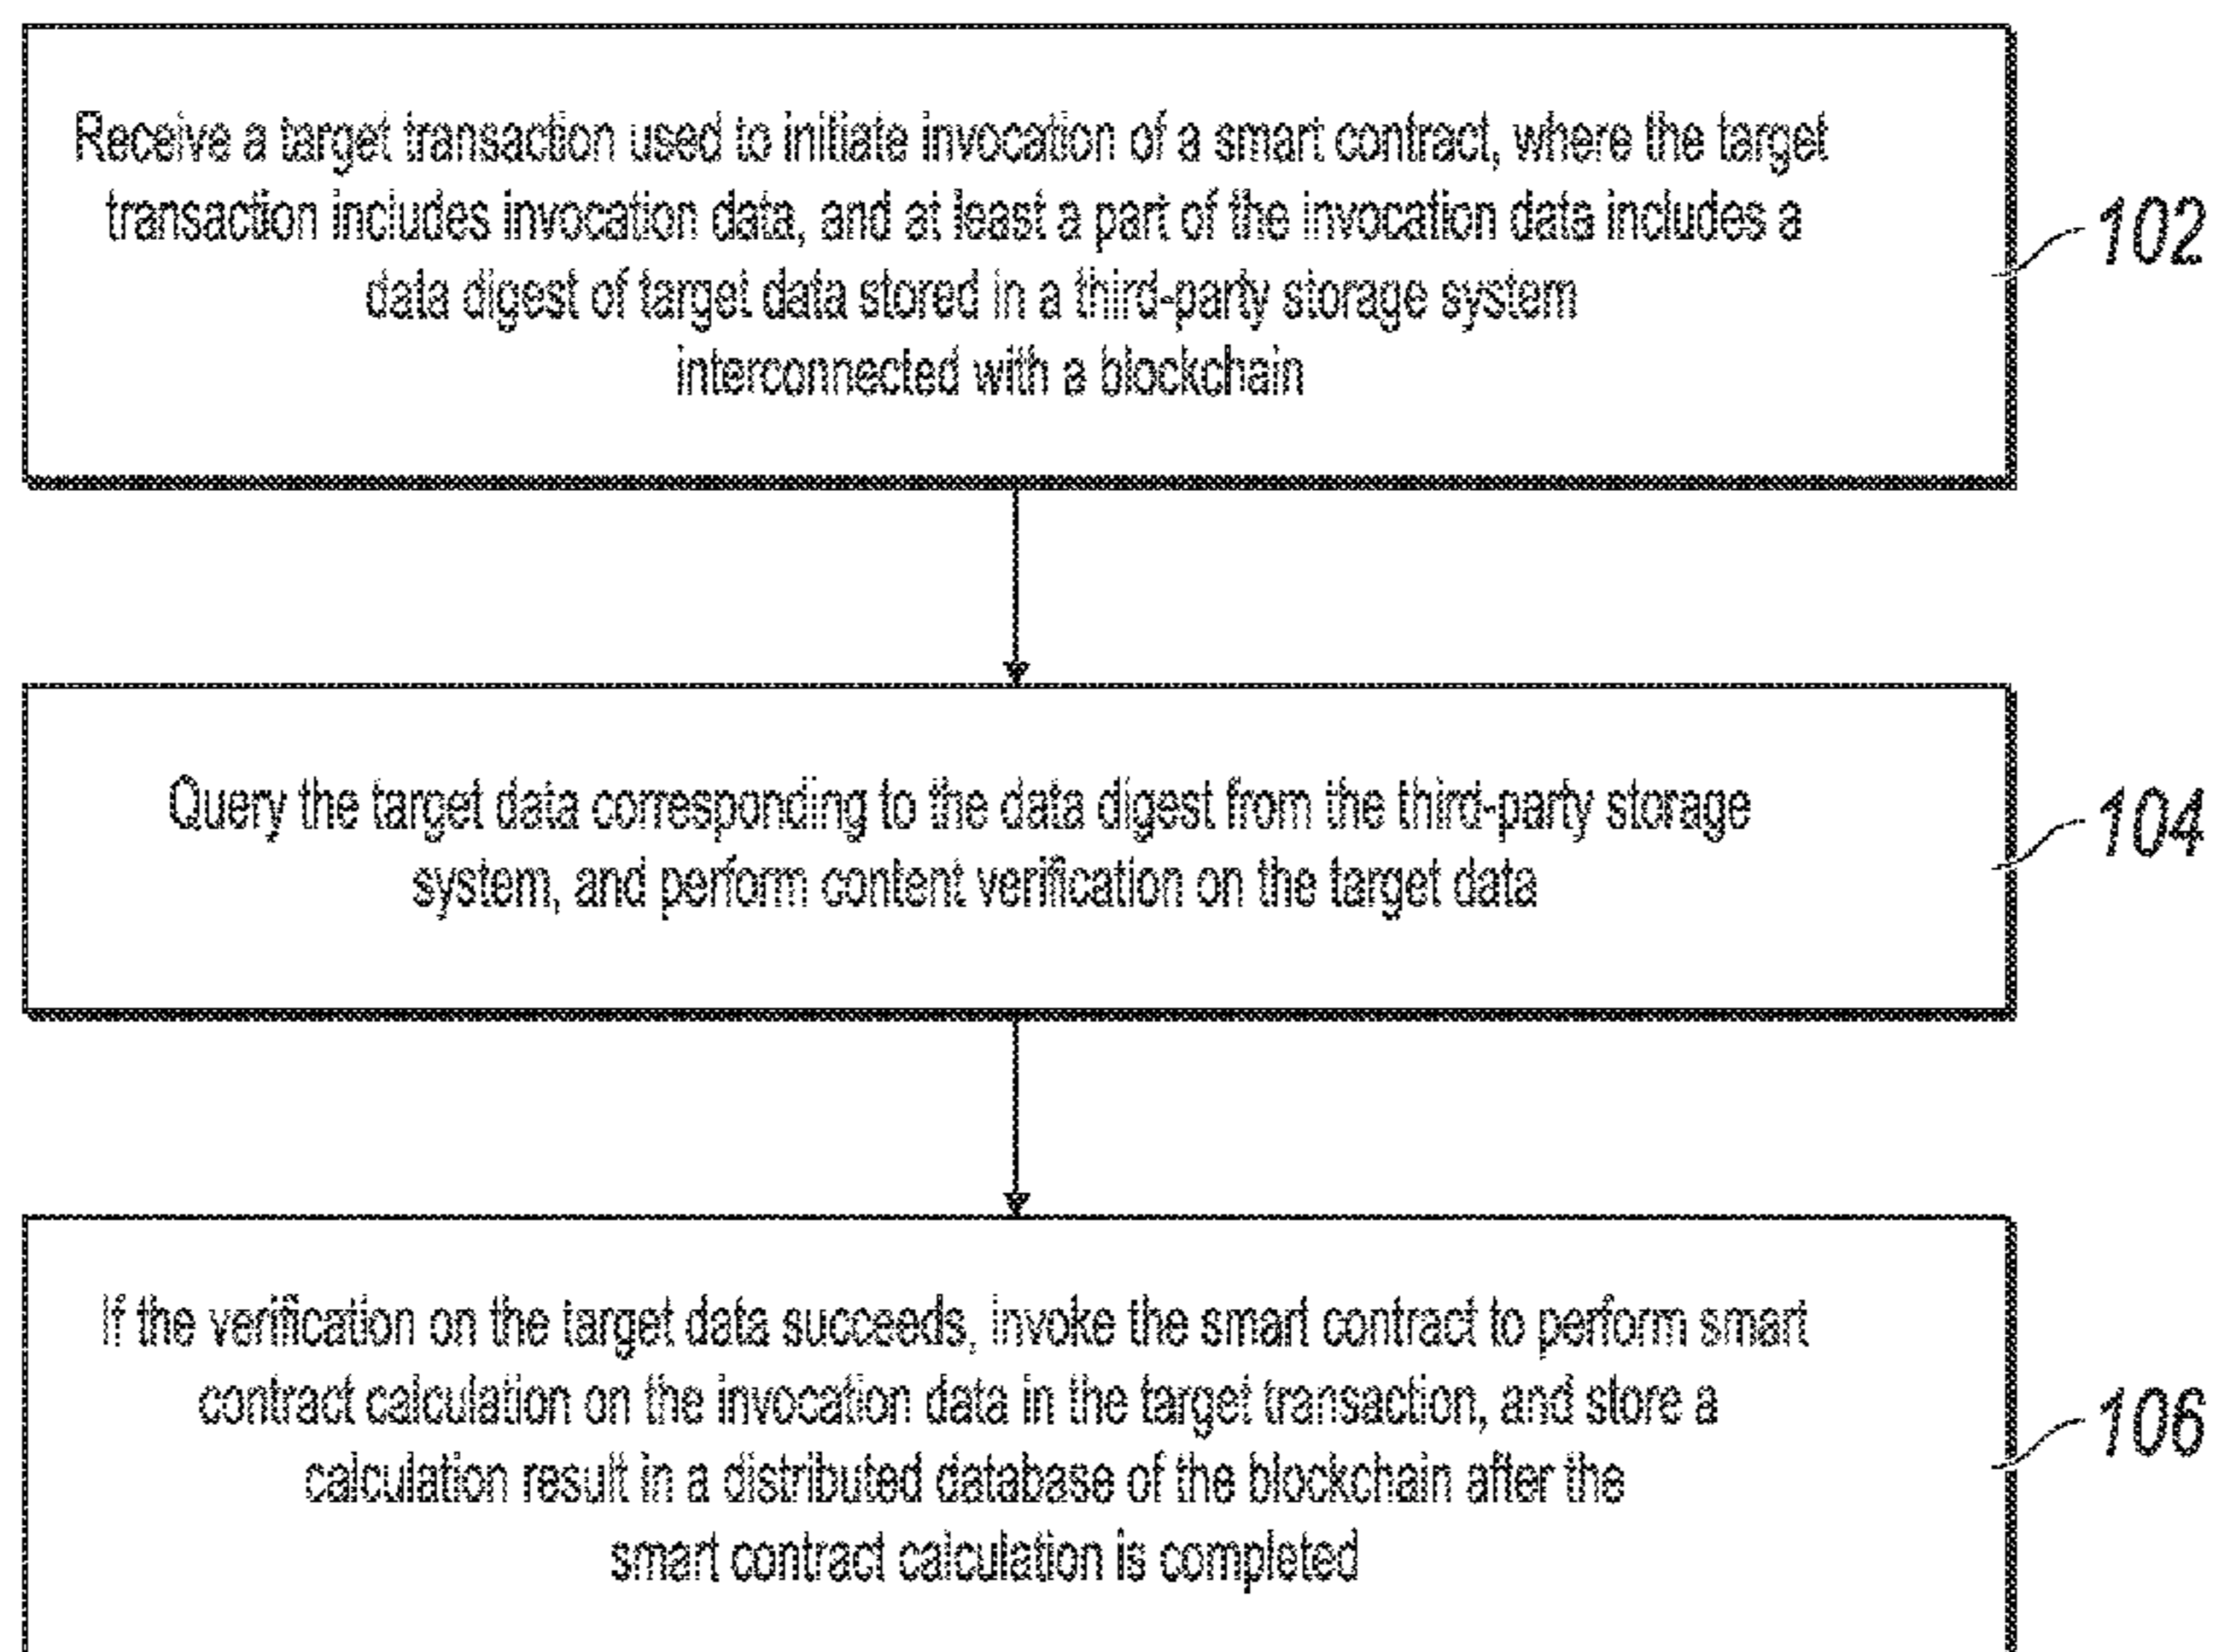 Receive a target transaction used to initiate invocation of a smart contract, where the target
transaction includes invocation data, and at least a part of the invocation data includes a
data digest of target data stored in a third-party storage system
interconnected with a blockchain
102
Query the target data corresponding to the data digest from the third-party storage
system, and perform content verification on the target data
104
If the verification on the target data succeeds, invoke the smart contract to perform smart
contract calculation on the invocation data in the target transaction, and store a
calculation result in a distributed database of the blockchain after the
smart contract calculation is completed
106